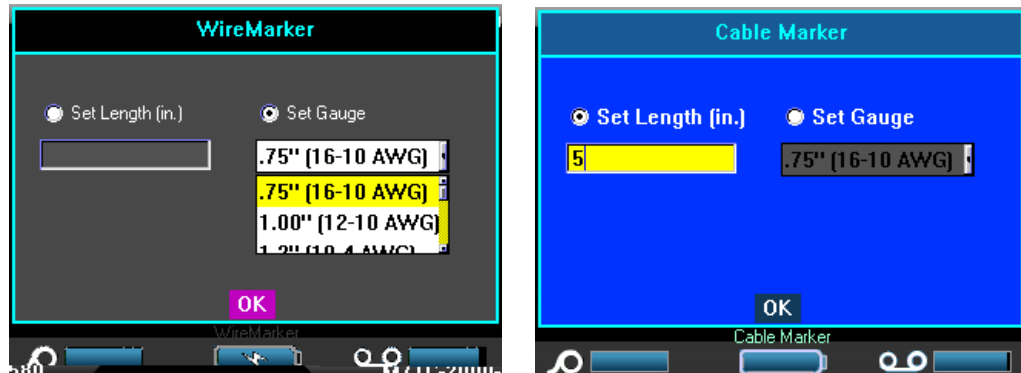 WireMarker
Set Length (in.)
Set Gauge
.75" (16-10 AWG)
.75" (16-10 AWG)
1.00" (12-10 AWG)
OK
WireMarker
Cable Marker
Set Length (in.)
Set Gauge
5
.75" (16-10 AWG)
OK
Cable Marker